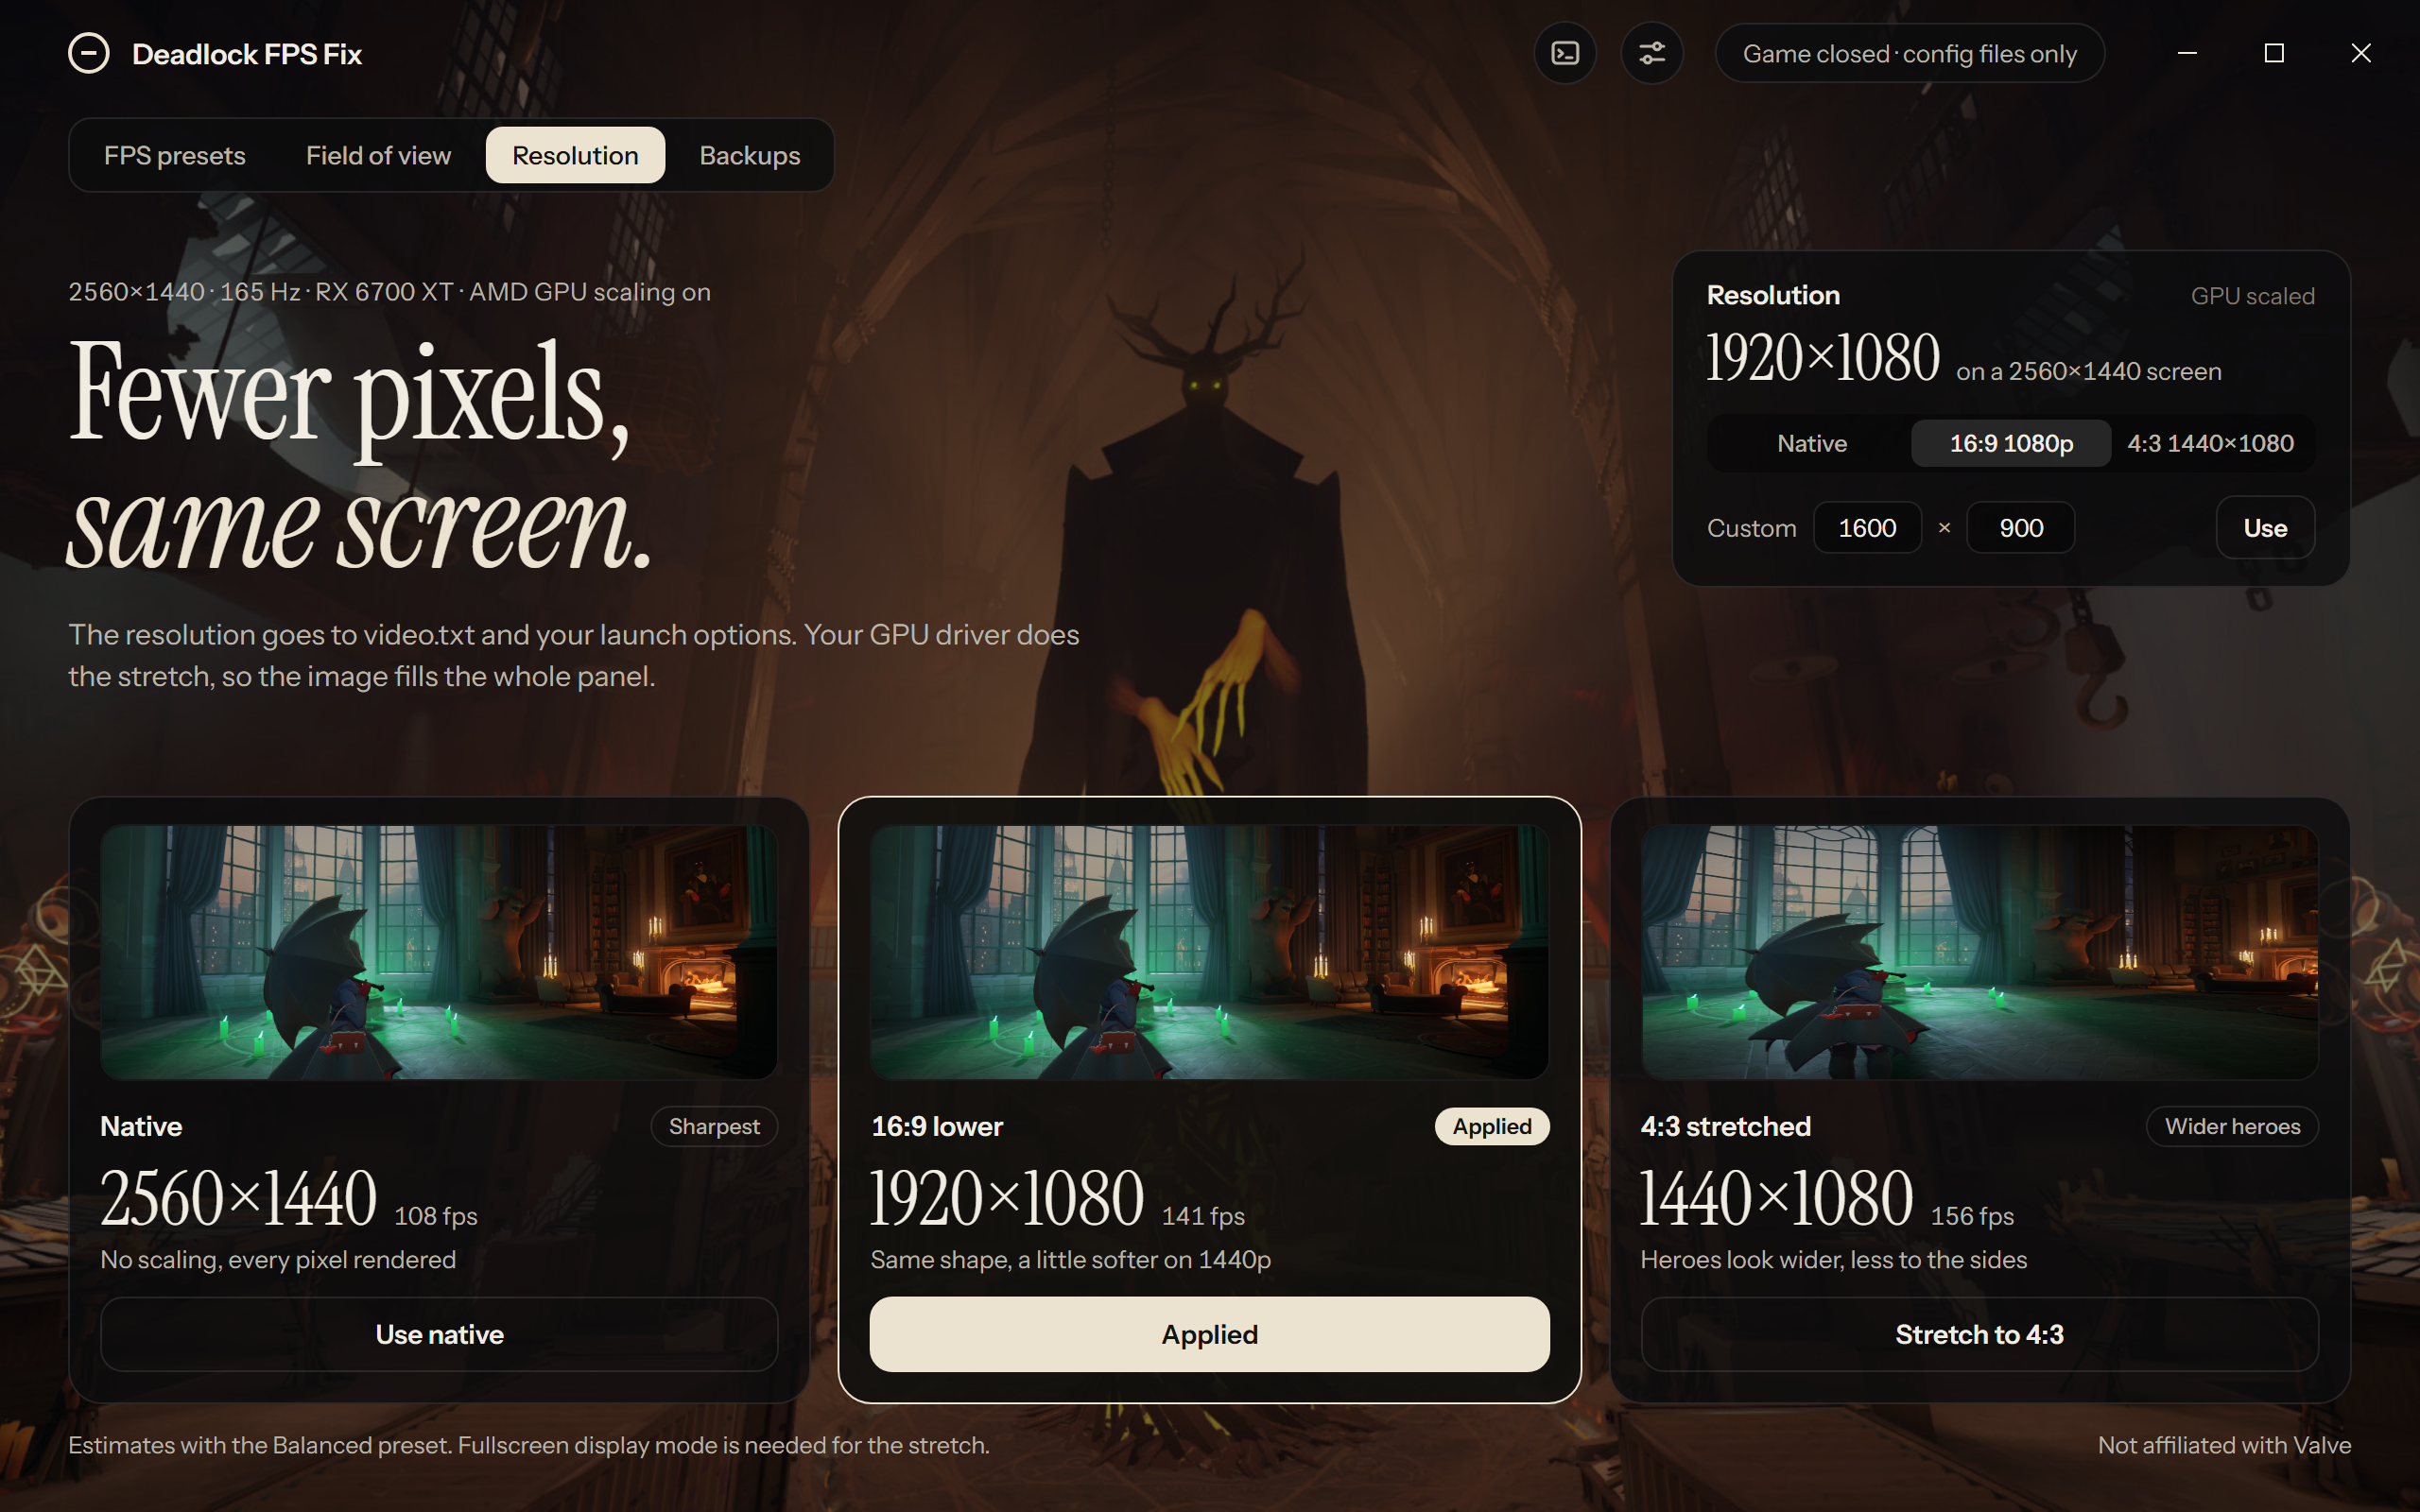 Deadlock FPS Fix
Game closed · config files only
FPS presets
Field of view
Resolution
Backups
2560×1440 · 165 Hz · RX 6700 XT · AMD GPU scaling on
Fewer pixels,
same screen.
The resolution goes to video.txt and your launch options. Your GPU driver does
the stretch, so the image fills the whole panel.
Resolution
GPU scaled
1920×1080 on a 2560×1440 screen
Native
16:9 1080p
4:3 1440×1080
Custom 1600 × 900
Use
Native
Sharpest
2560×1440 108 fps
No scaling, every pixel rendered
Use native
16:9 lower
Applied
1920×1080 141 fps
Same shape, a little softer on 1440p
Applied
4:3 stretched
Wider heroes
1440×1080 156 fps
Heroes look wider, less to the sides
Stretch to 4:3
Estimates with the Balanced preset. Fullscreen display mode is needed for the stretch.
Not affiliated with Valve